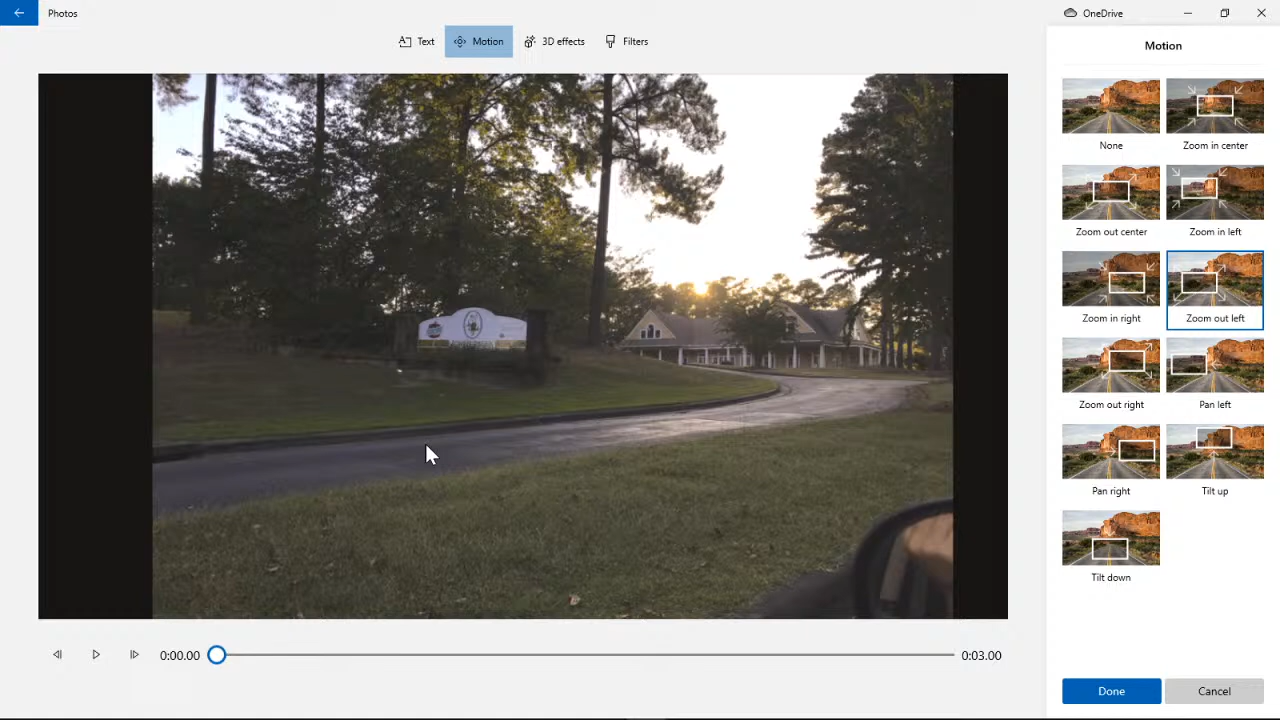 Photos
OneDrive
Text
Motion
3D effects
Filters
Motion
None
Zoom in center
Zoom out center
Zoom in left
Zoom in right
Zoom out left
Zoom out right
Pan left
Pan right
Tilt up
Tilt down
0:00.00
0:03.00
Done
Cancel